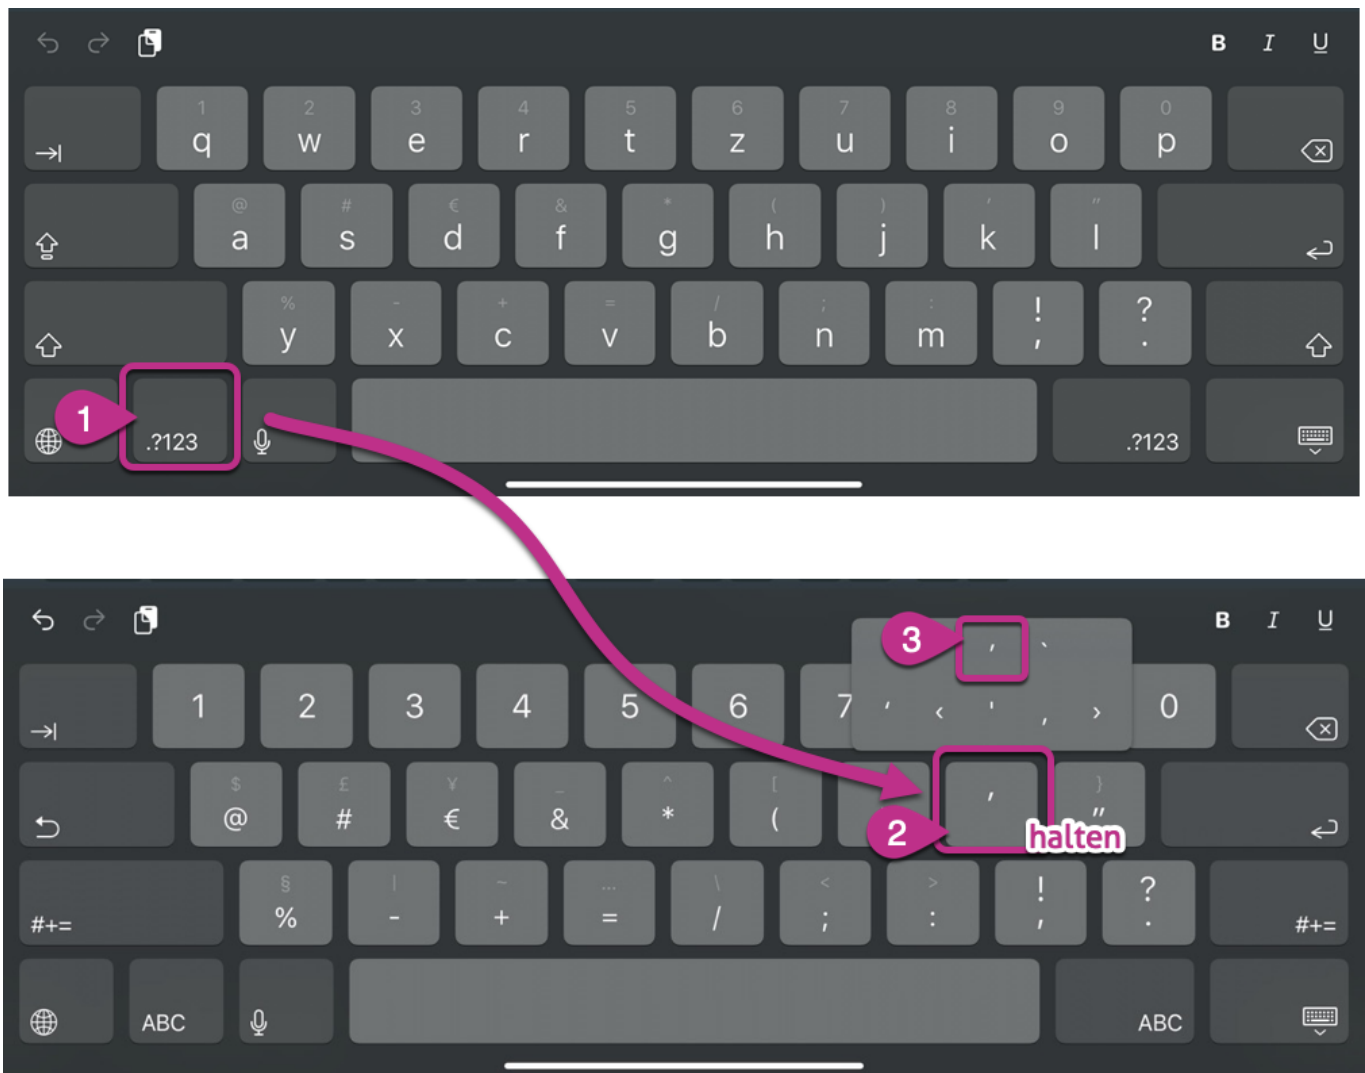 B I U
1 2 3 4 5 6 7 8 9 0
q w e r t z u i o p
@ # € & * ( ) ' "
a s d f g h j k l
% - + = / ; : ! ?
y x c v b n m , .
1 .?123 .?123
B I U
3 ′ `
1 2 3 4 5 6 7 ‘ ‹ ' , › 0
$ £ ¥ _ ^ [ }
@ # € & * ( ' "
2 halten
§ | ~ ... \ < > ! ?
#+= % - + = / ; : , . #+=
ABC ABC